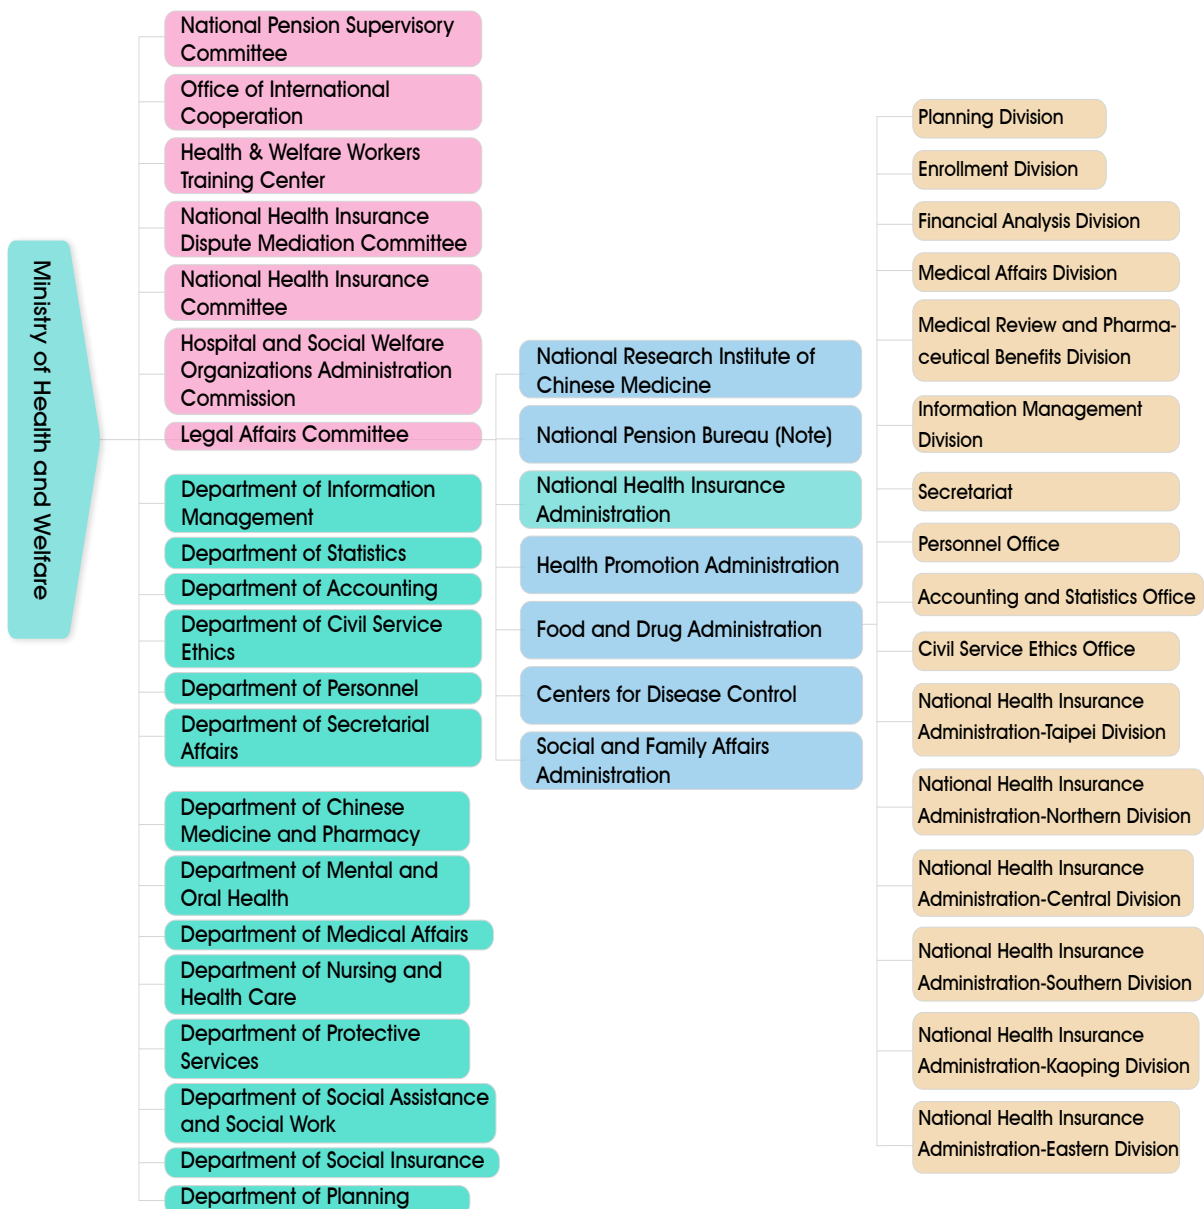 Ministry of Health and Welfare
National Pension Supervisory
Committee
Office of International
Cooperation
Health & Welfare Workers
Training Center
National Health Insurance
Dispute Mediation Committee
National Health Insurance
Committee
Hospital and Social Welfare
Organizations Administration
Commission
Legal Affairs Committee
Department of Information
Management
Department of Statistics
Department of Accounting
Department of Civil Service
Ethics
Department of Personnel
Department of Secretarial
Affairs
Department of Chinese
Medicine and Pharmacy
Department of Mental and
Oral Health
Department of Medical Affairs
Department of Nursing and
Health Care
Department of Protective
Services
Department of Social Assistance
and Social Work
Department of Social Insurance
Department of Planning
National Research Institute of
Chinese Medicine
National Pension Bureau (Note)
National Health Insurance
Administration
Health Promotion Administration
Food and Drug Administration
Centers for Disease Control
Social and Family Affairs
Administration
Planning Division
Enrollment Division
Financial Analysis Division
Medical Affairs Division
Medical Review and Pharma-
ceutical Benefits Division
Information Management
Division
Secretariat
Personnel Office
Accounting and Statistics Office
Civil Service Ethics Office
National Health Insurance
Administration-Taipei Division
National Health Insurance
Administration-Northern Division
National Health Insurance
Administration-Central Division
National Health Insurance
Administration-Southern Division
National Health Insurance
Administration-Kaoping Division
National Health Insurance
Administration-Eastern Division